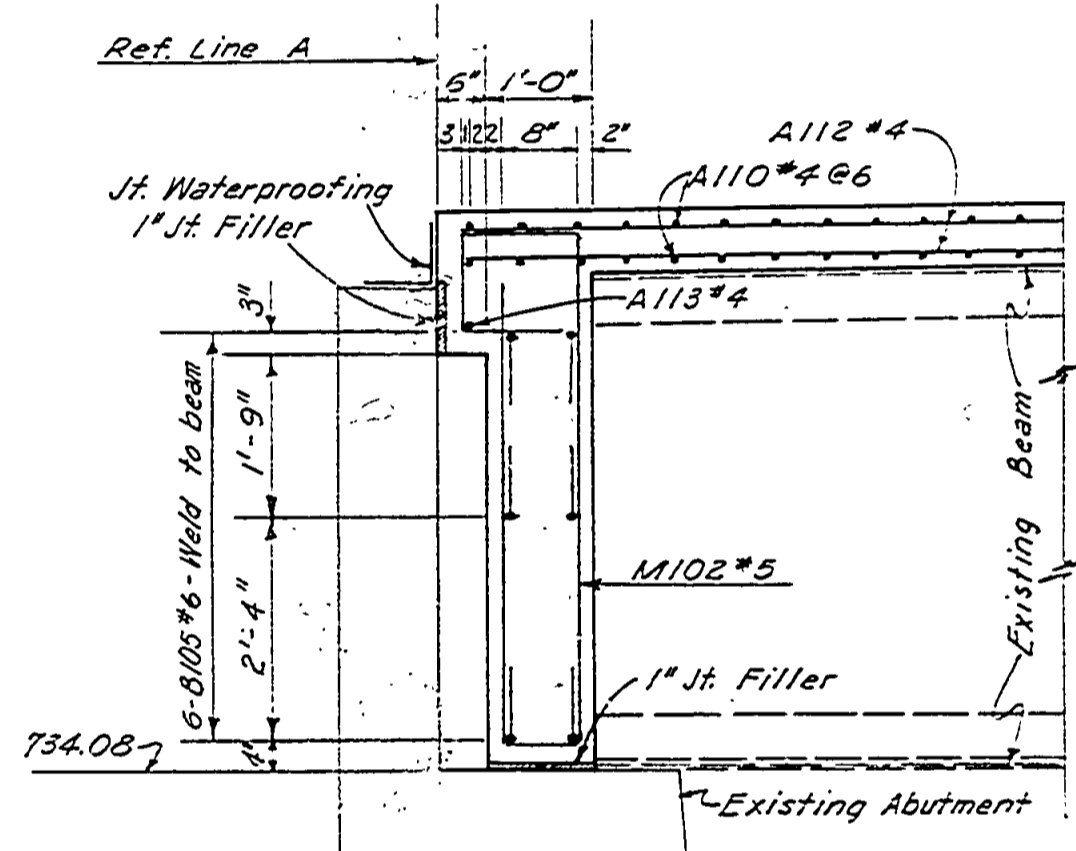 Ref. Line A
6" 1'-0"
3 1 2 2 8" 2"
A112 #4
A110 #4 @6
Jt. Waterproofing
1" Jt. Filler
A113 #4
3"
1'-9"
2'-4"
4"
6-B105 #6 - Weld to beam
M102 #5
1" Jt. Filler
Existing Beam
734.08
Existing Abutment